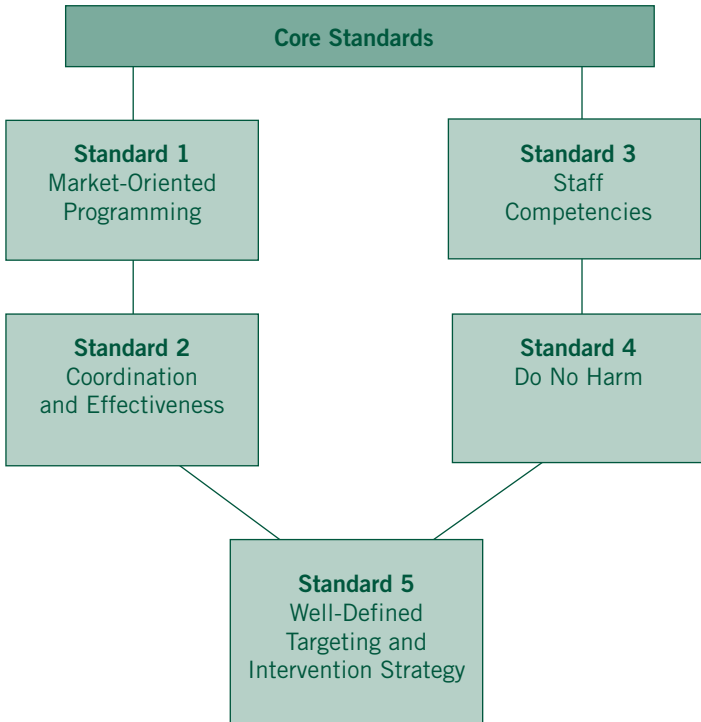 Core Standards
Standard 1
Market-Oriented
Programming
Standard 2
Coordination
and Effectiveness
Standard 3
Staff
Competencies
Standard 4
Do No Harm
Standard 5
Well-Defined
Targeting and
Intervention Strategy